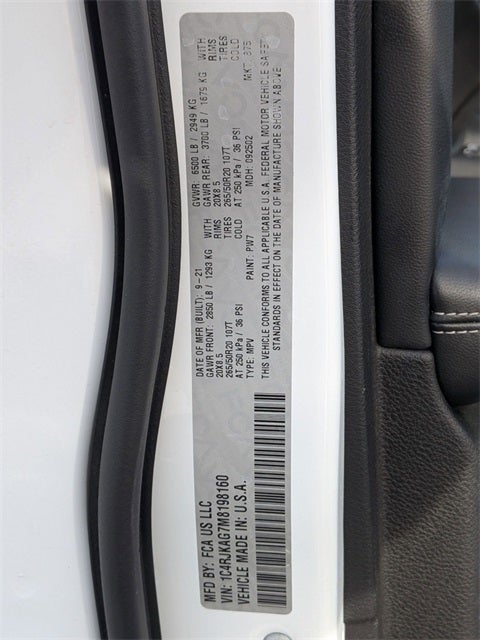 MFD BY: FCA US LLC
DATE OF MFR (BUILT): 9-21
GVWR: 6500 LB / 2949 KG
GAWR FRONT: 2850 LB / 1293 KG WITH
GAWR REAR: 3700 LB / 1679 KG WITH
20X8.5 RIMS
20X8.5 RIMS
265/50R20 107T TIRES
265/50R20 107T TIRES
AT 250 kPa / 36 PSI COLD
AT 250 kPa / 36 PSI COLD
VIN: 1C4RJKAG7M8198160
TYPE: MPV
PAINT: PW7
MDH: 092502
MKT: 875
VEHICLE MADE IN: U.S.A.
THIS VEHICLE CONFORMS TO ALL APPLICABLE U.S.A. FEDERAL MOTOR VEHICLE SAFETY
STANDARDS IN EFFECT ON THE DATE OF MANUFACTURE SHOWN ABOVE